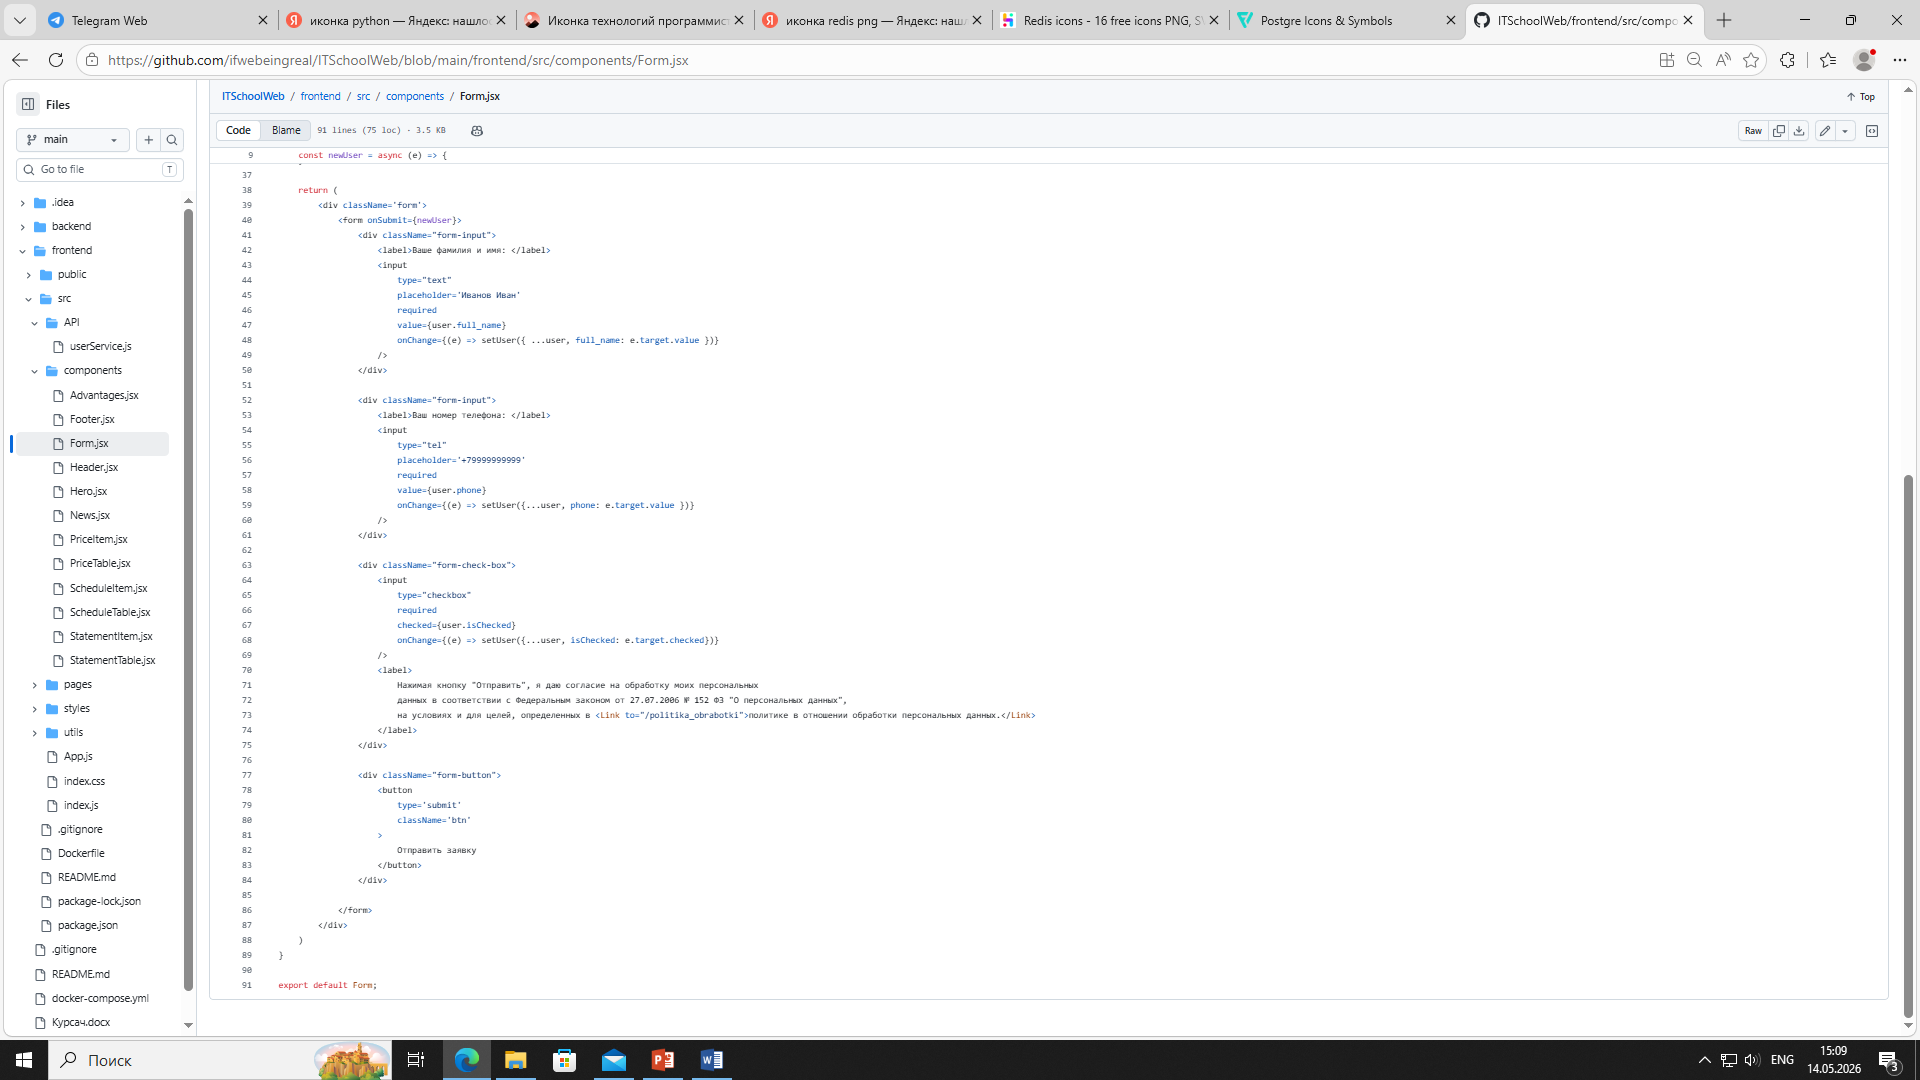 Telegram Web
иконка python — Яндекс: нашлос
Иконка технологий программист
иконка redis png — Яндекс: наш
Redis icons - 16 free icons PNG, SV
Postgre Icons & Symbols
ITSchoolWeb/frontend/src/compo
https://github.com/ifwebeingreal/ITSchoolWeb/blob/main/frontend/src/components/Form.jsx
Files
main
Go to file
T
.idea
backend
frontend
public
src
API
userService.js
components
Advantages.jsx
Footer.jsx
Form.jsx
Header.jsx
Hero.jsx
News.jsx
PriceItem.jsx
PriceTable.jsx
ScheduleItem.jsx
ScheduleTable.jsx
StatementItem.jsx
StatementTable.jsx
pages
styles
utils
App.js
index.css
index.js
.gitignore
Dockerfile
README.md
package-lock.json
package.json
.gitignore
README.md
docker-compose.yml
Курсач.docx
ITSchoolWeb / frontend / src / components / Form.jsx
Top
Code Blame 91 lines (75 loc) · 3.5 KB
Raw
9 const newUser = async (e) => {
37
38 return (
39 <div className='form'>
40 <form onSubmit={newUser}>
41 <div className="form-input">
42 <label>Ваше фамилия и имя: </label>
43 <input
44 type="text"
45 placeholder='Иванов Иван'
46 required
47 value={user.full_name}
48 onChange={(e) => setUser({ ...user, full_name: e.target.value })}
49 />
50 </div>
51
52 <div className="form-input">
53 <label>Ваш номер телефона: </label>
54 <input
55 type="tel"
56 placeholder='+79999999999'
57 required
58 value={user.phone}
59 onChange={(e) => setUser({...user, phone: e.target.value })}
60 />
61 </div>
62
63 <div className="form-check-box">
64 <input
65 type="checkbox"
66 required
67 checked={user.isChecked}
68 onChange={(e) => setUser({...user, isChecked: e.target.checked})}
69 />
70 <label>
71 Нажимая кнопку "Отправить", я даю согласие на обработку моих персональных
72 данных в соответствии с Федеральным законом от 27.07.2006 № 152 ФЗ "О персональных данных",
73 на условиях и для целей, определенных в <Link to="/politika_obrabotki">политике в отношении обработки персональных данных.</Link>
74 </label>
75 </div>
76
77 <div className="form-button">
78 <button
79 type='submit'
80 className='btn'
81 >
82 Отправить заявку
83 </button>
84 </div>
85
86 </form>
87 </div>
88 )
89 }
90
91 export default Form;
Поиск
ENG
15:09
14.05.2026
3